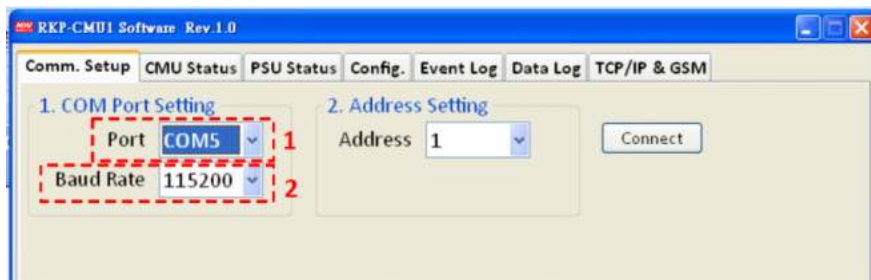 RKP-CMU1 Software Rev.1.0
Comm. Setup CMU Status PSU Status Config. Event Log Data Log TCP/IP & GSM
1. COM Port Setting 2. Address Setting
Port COM5 1 Address 1 Connect
Baud Rate 115200 2